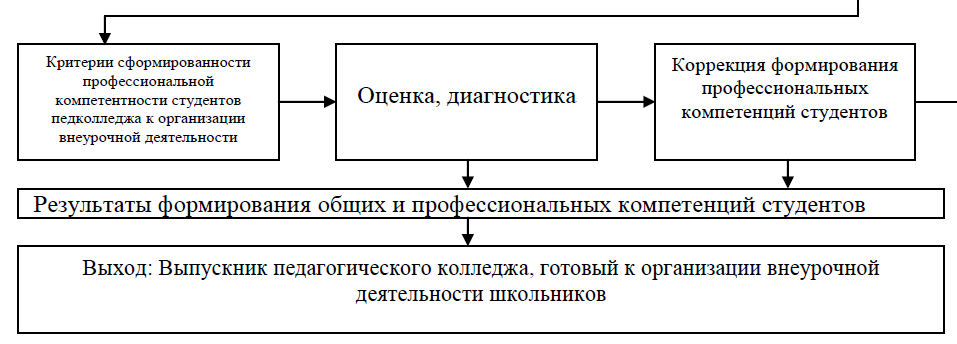 Критерии сформированности
профессиональной
компетентности студентов
педколледжа к организации
внеурочной деятельности
Оценка, диагностика
Коррекция формирования
профессиональных
компетенций студентов
Результаты формирования общих и профессиональных компетенций студентов
Выход: Выпускник педагогического колледжа, готовый к организации внеурочной
деятельности школьников